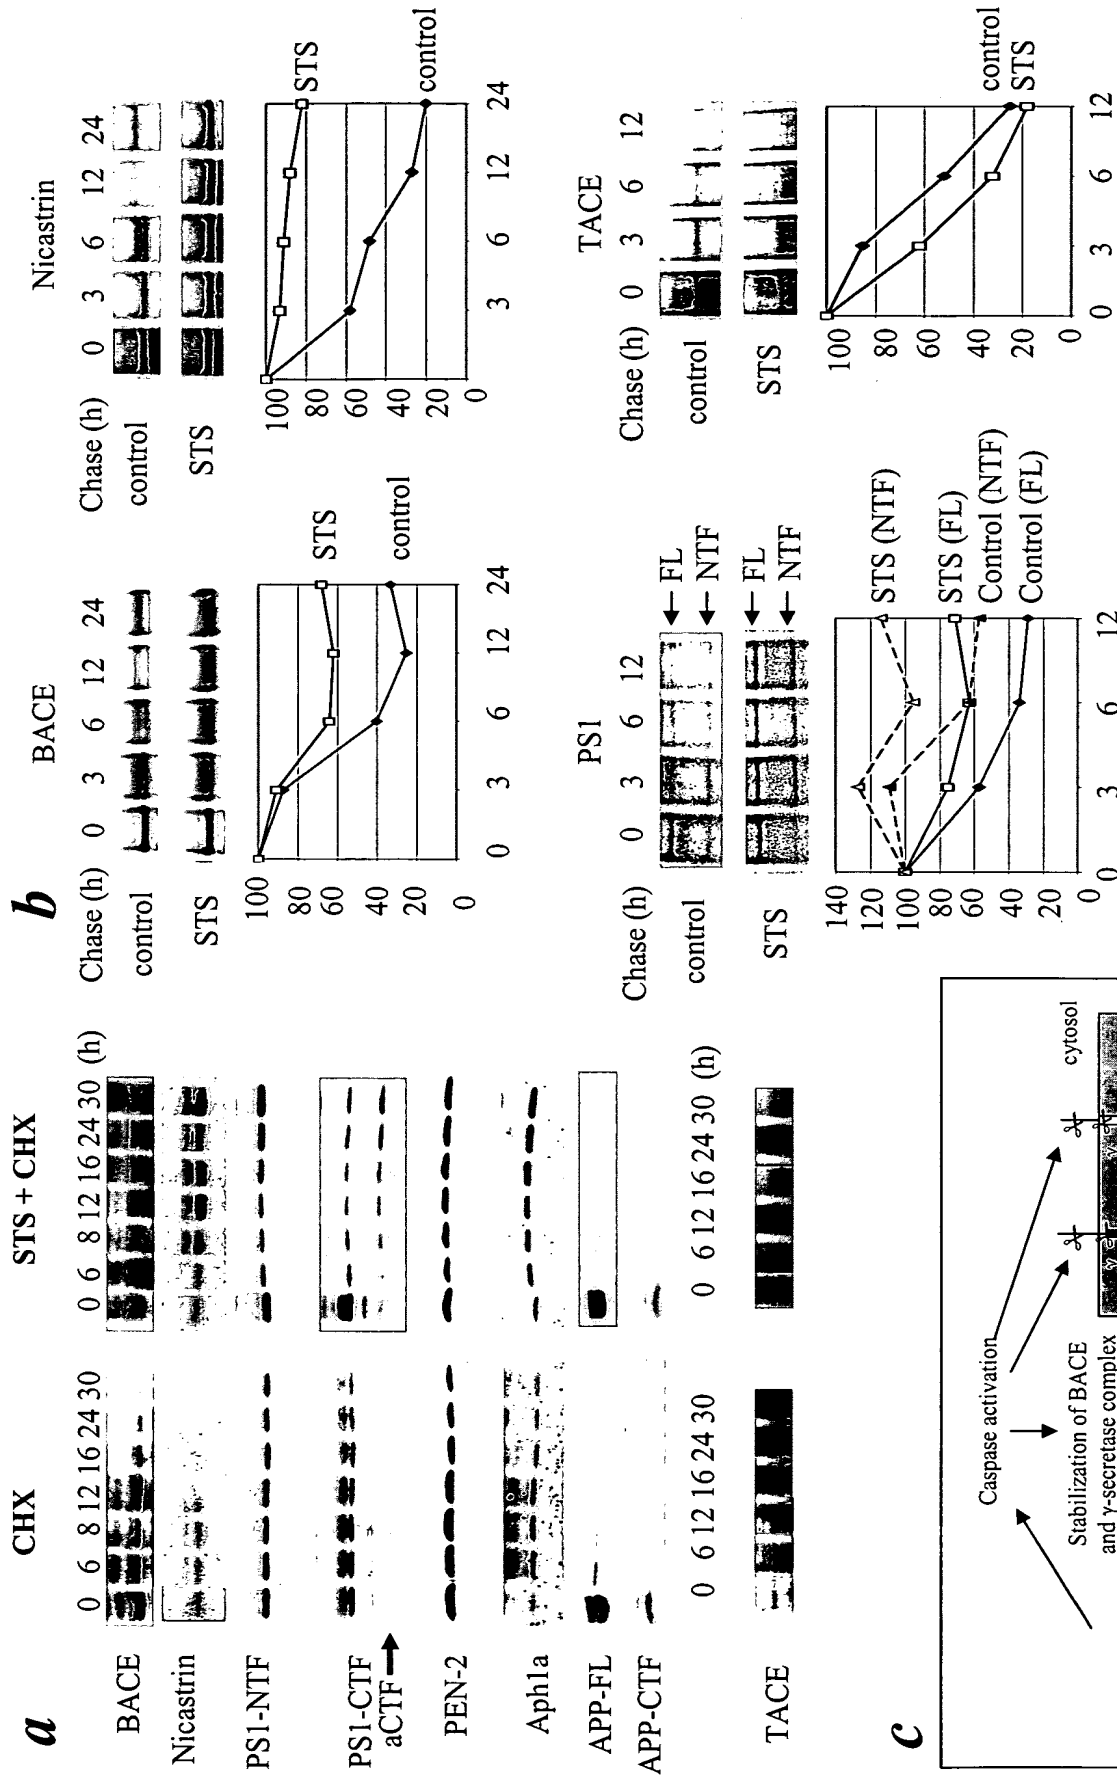 a
CHX
STS + CHX
0 6 8 12 16 24 30
0 6 8 12 16 24 30 (h)
BACE
Nicastrin
PS1-NTF
PS1-CTF
aCTF
PEN-2
Aph1a
APP-FL
APP-CTF
0 6 12 16 24 30
0 6 12 16 24 30 (h)
TACE
b
BACE
Chase (h) 0 3 6 12 24
control
STS
100
80
60
40
20
0
STS
control
0 3 6 12 24
Nicastrin
Chase (h) 0 3 6 12 24
control
STS
100
80
60
40
20
0
STS
control
3 6 12 24
PS1
Chase (h) 0 3 6 12
control
FL
NTF
STS
FL
NTF
140
120
100
80
60
40
20
0
STS (NTF)
STS (FL)
Control (NTF)
Control (FL)
0 3 6 12
TACE
Chase (h) 0 3 6 12
control
STS
100
80
60
40
20
0
control
STS
0 3 6 12
c
Caspase activation
Stabilization of BACE
and γ-secretase complex
cytosol